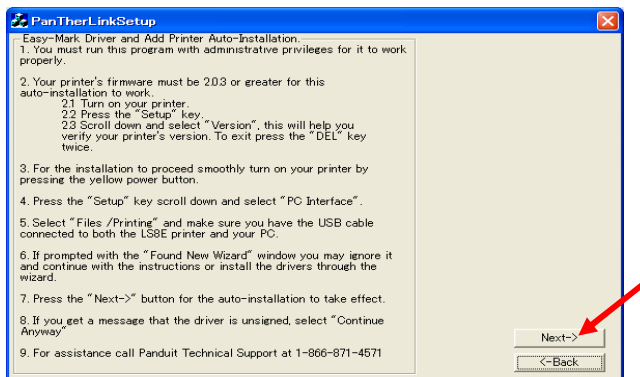 PanTherLinkSetup
Easy-Mark Driver and Add Printer Auto-Installation.
1. You must run this program with administrative privileges for it to work
properly.
2. Your printer's firmware must be 2.0.3 or greater for this
auto-installation to work.
2.1 Turn on your printer.
2.2 Press the "Setup" key.
2.3 Scroll down and select "Version", this will help you
verify your printer's version. To exit press the "DEL" key
twice.
3. For the installation to proceed smoothly turn on your printer by
pressing the yellow power button.
4. Press the "Setup" key scroll down and select "PC Interface".
5. Select "Files /Printing" and make sure you have the USB cable
connected to both the LS8E printer and your PC.
6. If prompted with the "Found New Wizard" window you may ignore it
and continue with the instructions or install the drivers through the
wizard.
7. Press the "Next->" button for the auto-installation to take effect.
8. If you get a message that the driver is unsigned, select "Continue
Anyway"
9. For assistance call Panduit Technical Support at 1-866-871-4571
Next->
<-Back